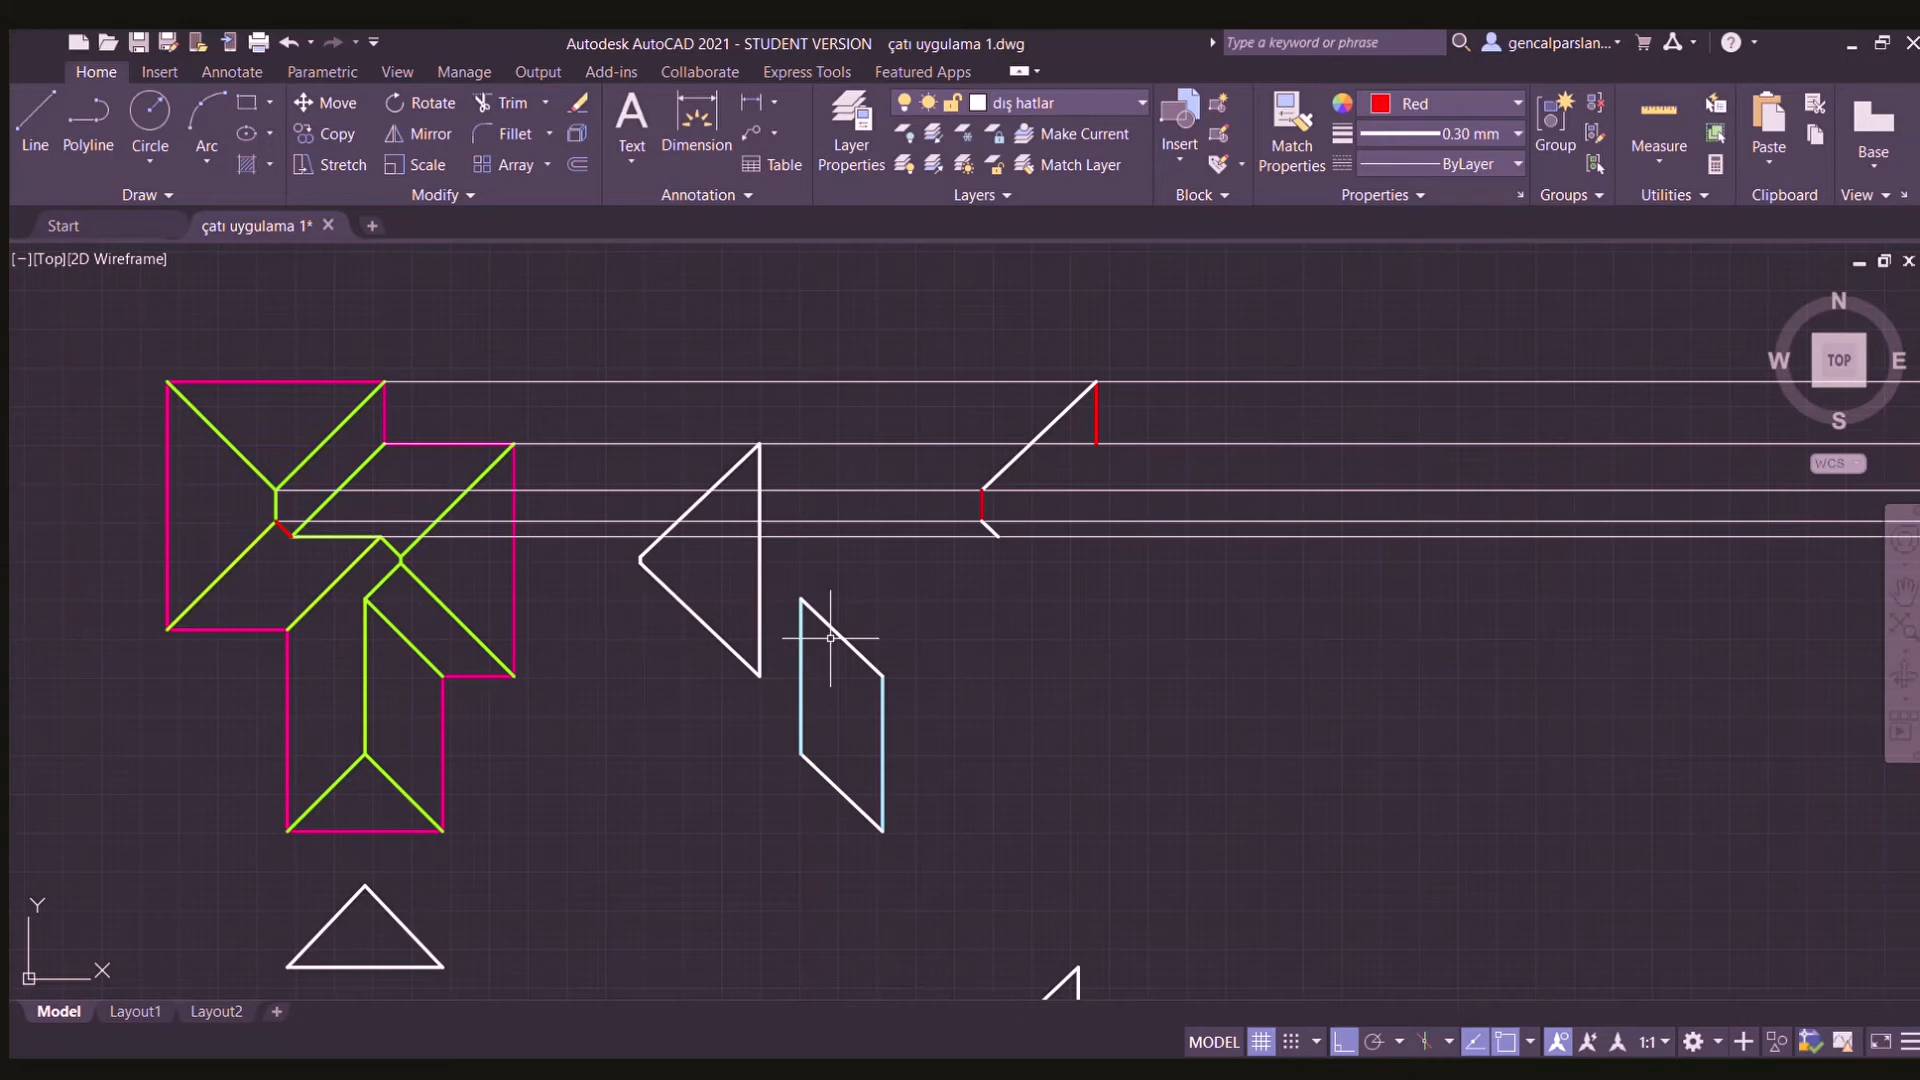 Autodesk AutoCAD 2021 - STUDENT VERSION çatı uygulama 1.dwg
Type a keyword or phrase
gencalparslan...
Home Insert Annotate Parametric View Manage Output Add-ins Collaborate Express Tools Featured Apps
Line Polyline Circle Arc
Move Rotate Trim
Copy Mirror Fillet
Stretch Scale Array
Text Dimension
Table
Layer Properties
dış hatlar
Make Current
Match Layer
Insert
Match Properties
Red
0.30 mm
ByLayer
Group
Measure
Paste
Base
Draw Modify Annotation Layers Block Properties Groups Utilities Clipboard View
Start çatı uygulama 1*
[−][Top][2D Wireframe]
N
W TOP E
S
WCS
Y
X
Model Layout1 Layout2
MODEL 1:1